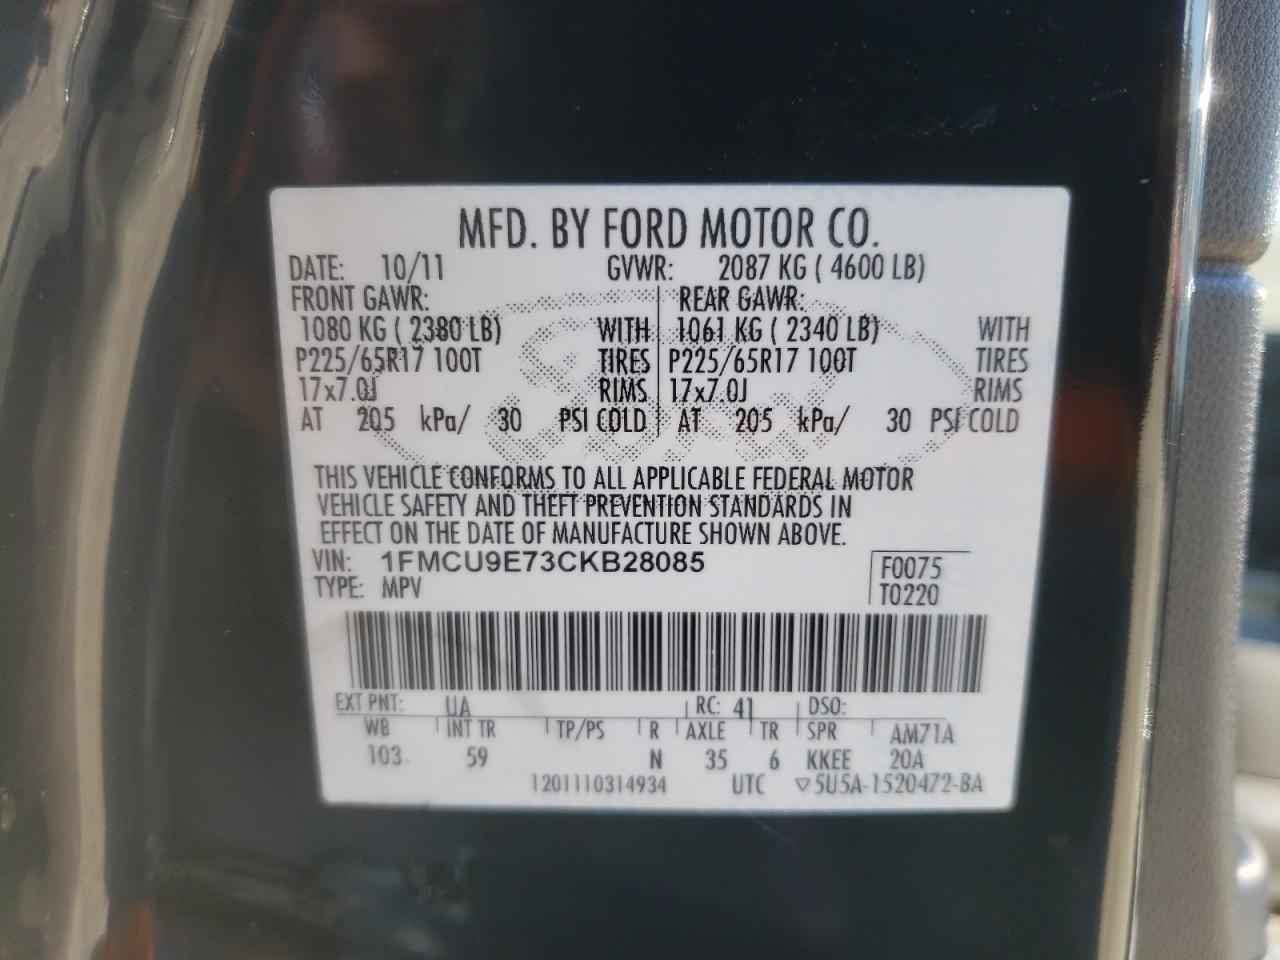 MFD. BY FORD MOTOR CO.
DATE: 10/11 GVWR: 2087 KG ( 4600 LB)
FRONT GAWR: REAR GAWR:
1080 KG ( 2380 LB) WITH 1061 KG ( 2340 LB) WITH
P225/65R17 100T TIRES P225/65R17 100T TIRES
17x7.0J RIMS 17x7.0J RIMS
AT 205 kPa/ 30 PSI COLD AT 205 kPa/ 30 PSI COLD
THIS VEHICLE CONFORMS TO ALL APPLICABLE FEDERAL MOTOR
VEHICLE SAFETY AND THEFT PREVENTION STANDARDS IN
EFFECT ON THE DATE OF MANUFACTURE SHOWN ABOVE.
VIN: 1FMCU9E73CKB28085 F0075
TYPE: MPV T0220
EXT PNT: UA RC: 41 DSO:
WB INT TR TP/PS R AXLE TR SPR AM71A
103 59 N 35 6 KKEE 20A
1201110314934 UTC ▽5U5A-1520472-BA